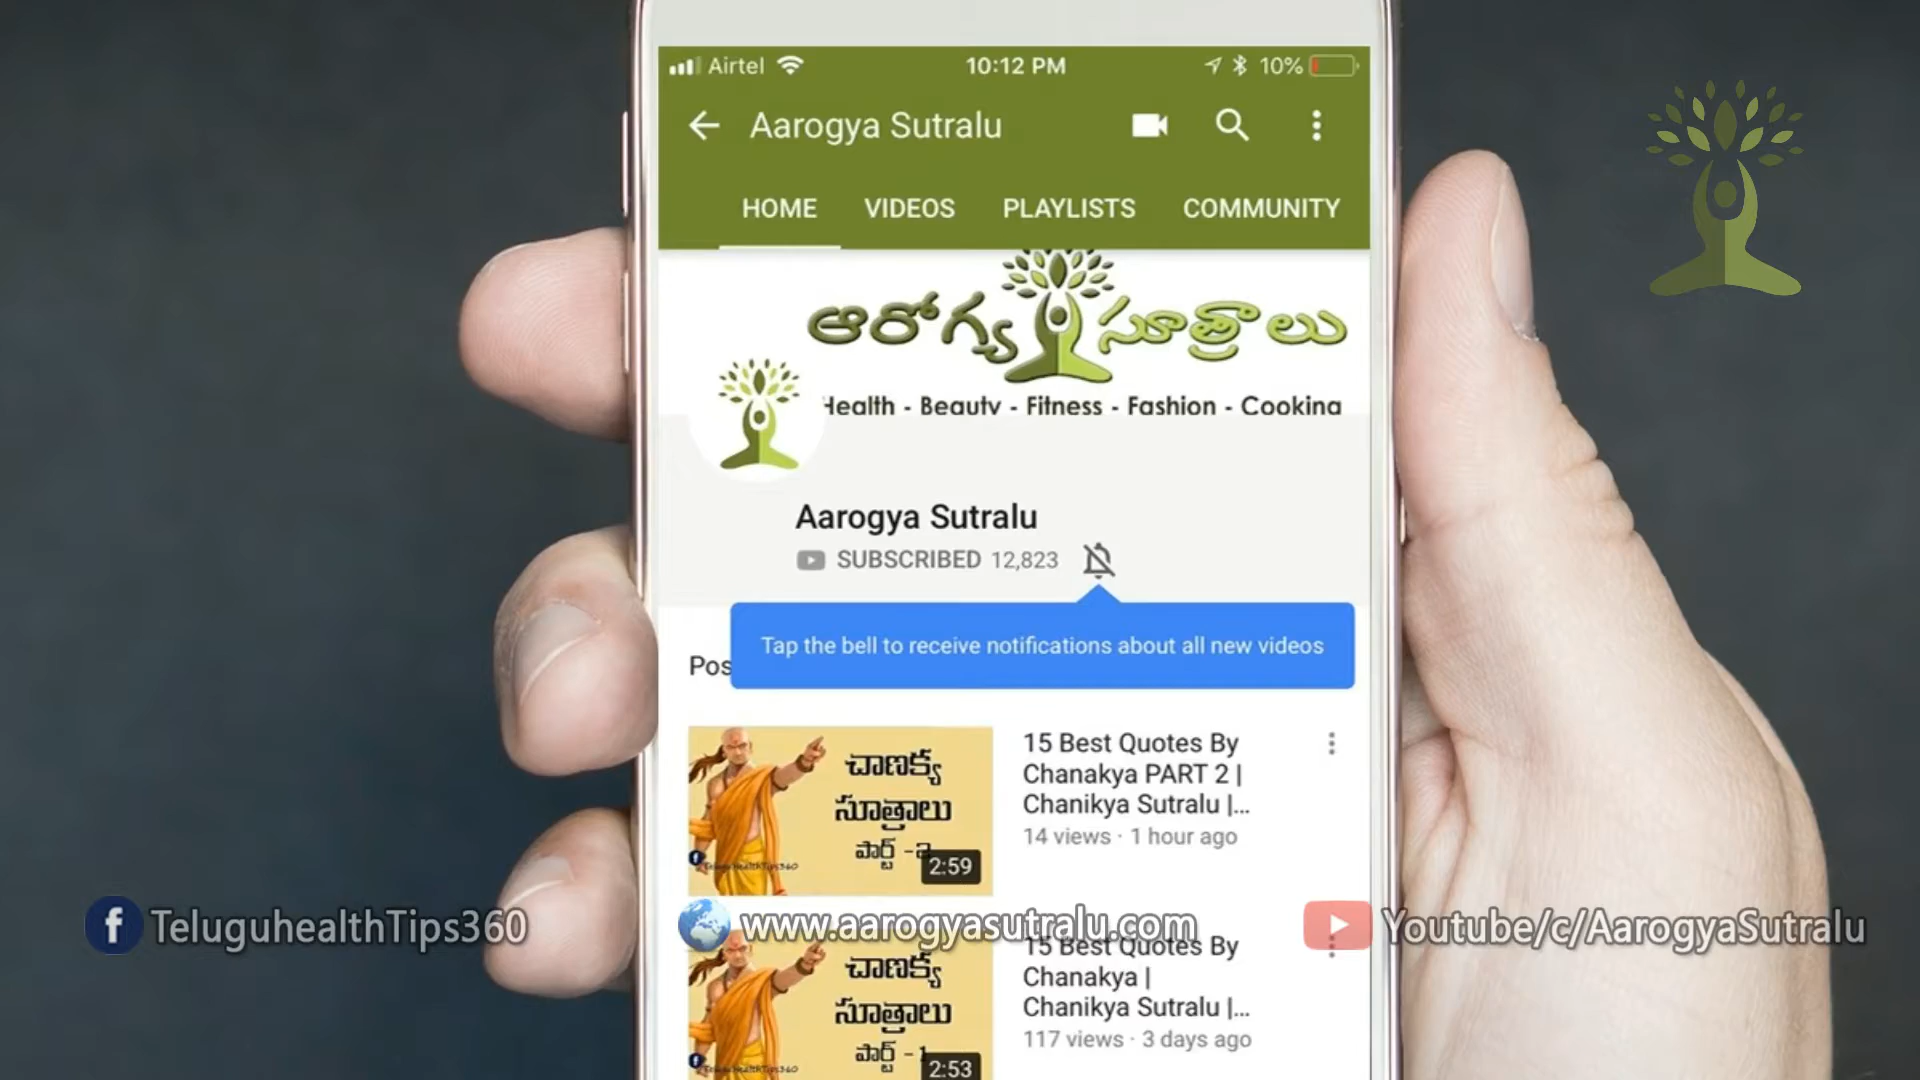 Airtel
10:12 PM
10%
Aarogya Sutralu
HOME VIDEOS PLAYLISTS COMMUNITY
ఆరోగ్య సూత్రాలు
Health - Beauty - Fitness - Fashion - Cooking
Aarogya Sutralu
SUBSCRIBED 12,823
Tap the bell to receive notifications about all new videos
Pos
చాణక్య
సూత్రాలు
పార్ట్ -2
2:59
15 Best Quotes By
Chanakya PART 2 |
Chanikya Sutralu |...
14 views · 1 hour ago
TeluguhealthTips360
www.aarogyasutralu.com
Youtube/c/AarogyaSutralu
చాణక్య
సూత్రాలు
పార్ట్ -1
2:53
15 Best Quotes By
Chanakya |
Chanikya Sutralu |...
117 views · 3 days ago